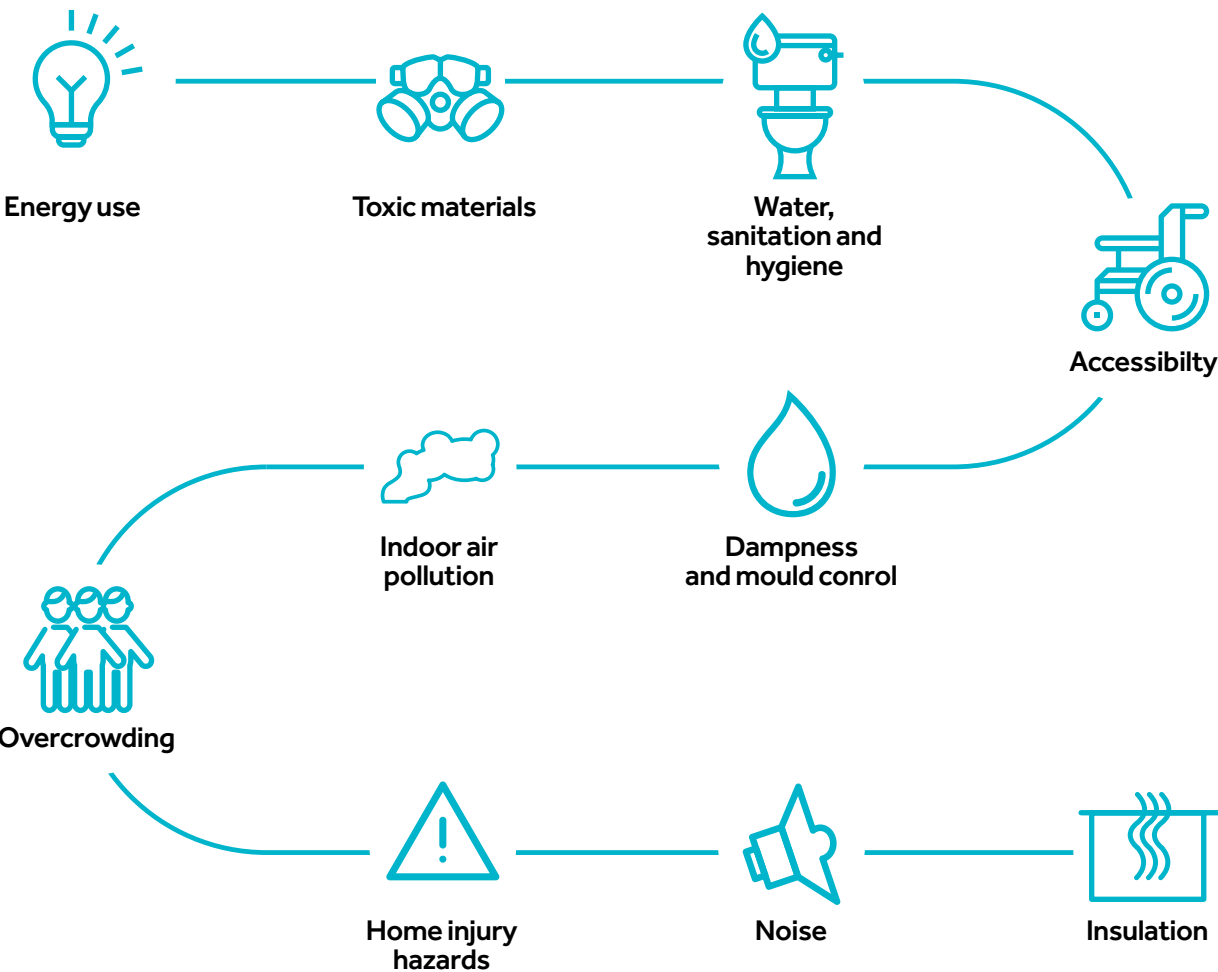 Energy use
Toxic materials
Water,
sanitation and
hygiene
Accessibilty
Indoor air
pollution
Dampness
and mould conrol
Overcrowding
Home injury
hazards
Noise
Insulation